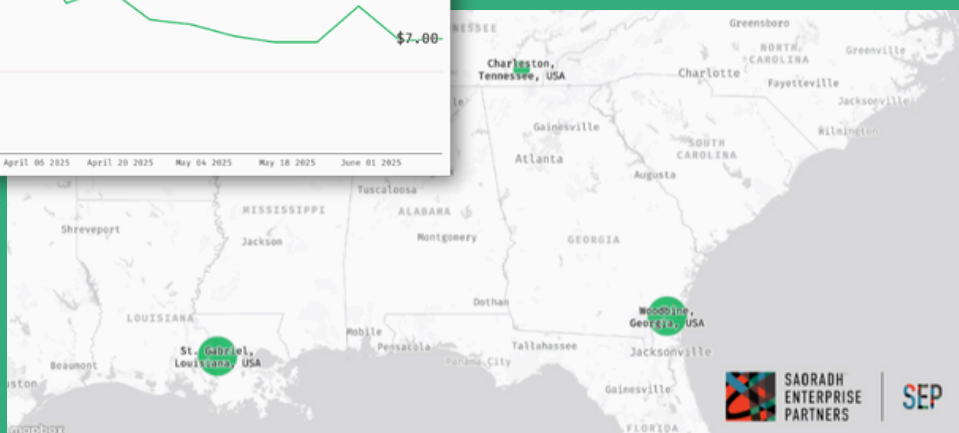 $7.00
April 06 2025 April 20 2025 May 04 2025 May 18 2025 June 01 2025
NESSEE
Greensboro
NORTH
CAROLINA
Greenville
Charleston,
Tennessee, USA
Charlotte
Fayetteville
Jacksonville
Wilmington
Gainesville
SOUTH
CAROLINA
Atlanta
Augusta
Tuscaloosa
MISSISSIPPI
ALABAMA
Shreveport
Jackson
Montgomery
GEORGIA
Dothan
LOUISIANA
Woodbine,
Georgia, USA
Mobile
Pensacola
Tallahassee
Jacksonville
St. Gabriel,
Louisiana, USA
Panama City
Beaumont
uston
Gainesville
FLORIDA
mapbox
SAORADH
ENTERPRISE
PARTNERS
SEP